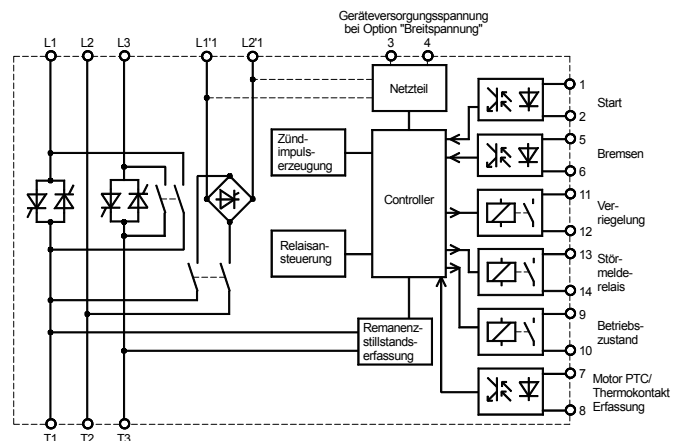 Geräteversorgungsspannung
bei Option "Breitspannung"
L1
L2
L3
L1'1
L2'1
3
4
Netzteil
1
Start
2
Zünd-
impuls-
erzeugung
Controller
5
Bremsen
6
11
Ver-
riegelung
12
Relaisan-
steuerung
13
Stör-
melde-
relais
14
Remanenz-
stillstands-
erfassung
9
Betriebs-
zustand
10
7
Motor PTC/
Thermokontakt
Erfassung
8
T1
T2
T3